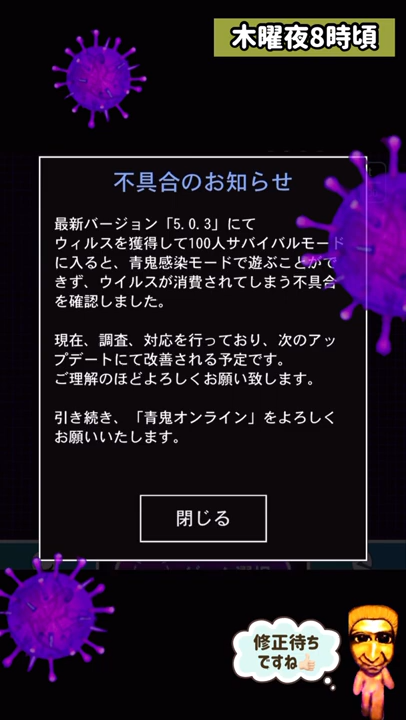 木曜夜8時頃
不具合のお知らせ
最新バージョン「5.0.3」にて
ウィルスを獲得して100人サバイバルモード
に入ると、青鬼感染モードで遊ぶことがで
きず、ウイルスが消費されてしまう不具合
を確認しました。
現在、調査、対応を行っており、次のアッ
プデートにて改善される予定です。
ご理解のほどよろしくお願い致します。
引き続き、「青鬼オンライン」をよろしく
お願いいたします。
閉じる
修正待ち
ですね👍🏻